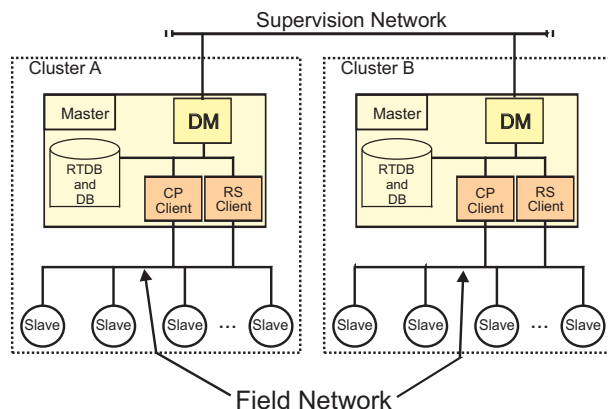 Supervision Network
Cluster A
Master
DM
RTDB
and
DB
CP
Client
RS
Client
Slave
Slave
Slave
...
Slave
Cluster B
Master
DM
RTDB
and
DB
CP
Client
RS
Client
Slave
Slave
Slave
...
Slave
Field Network